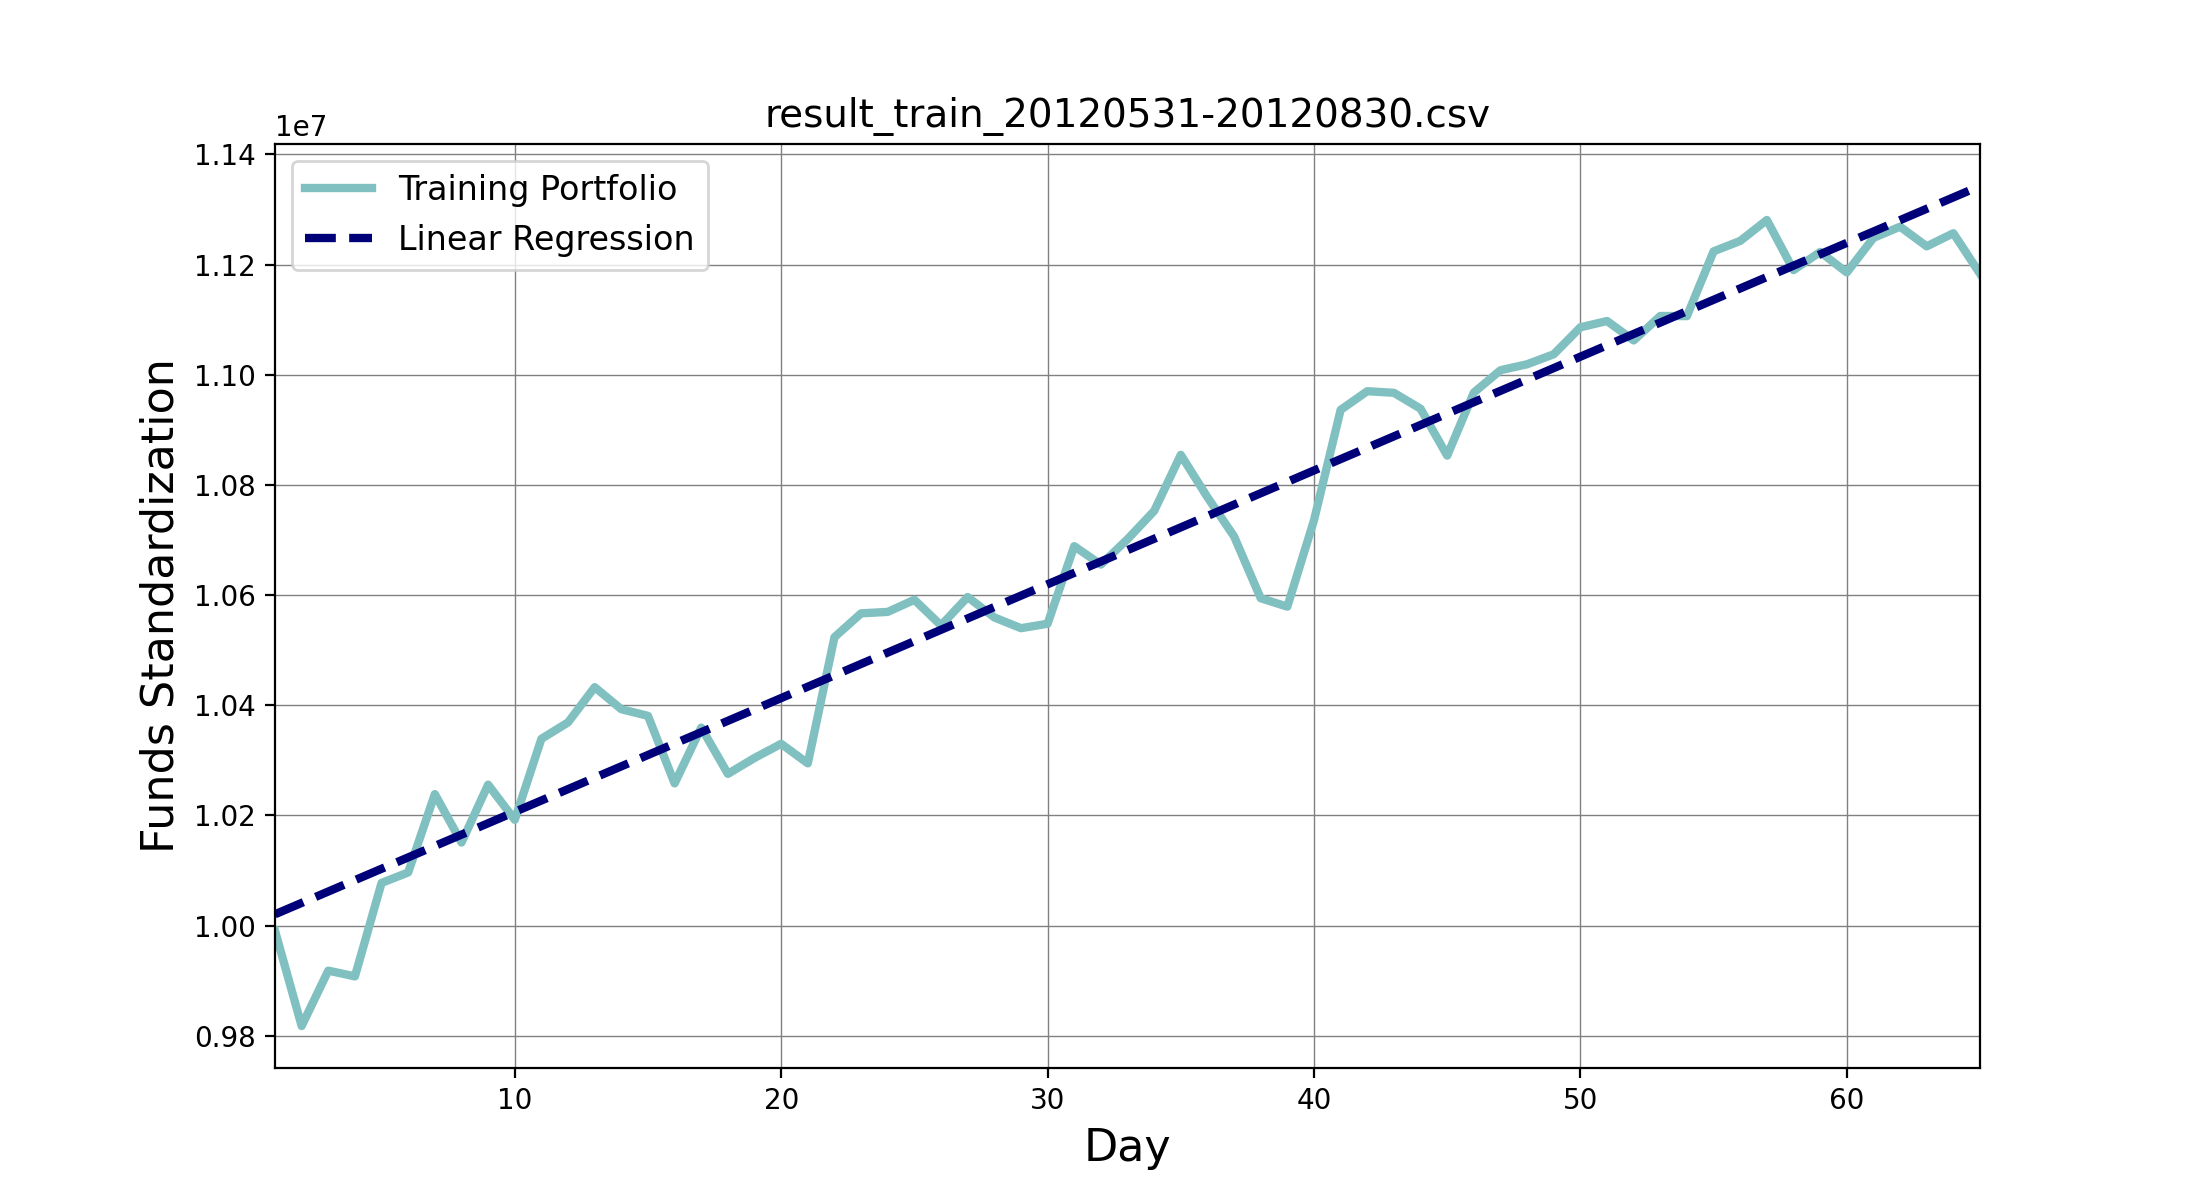 result_train_20120531-20120830.csv
1e7
Training Portfolio
Linear Regression
1.14
1.12
1.10
1.08
1.06
1.04
1.02
1.00
0.98
Funds Standardization
10 20 30 40 50 60
Day